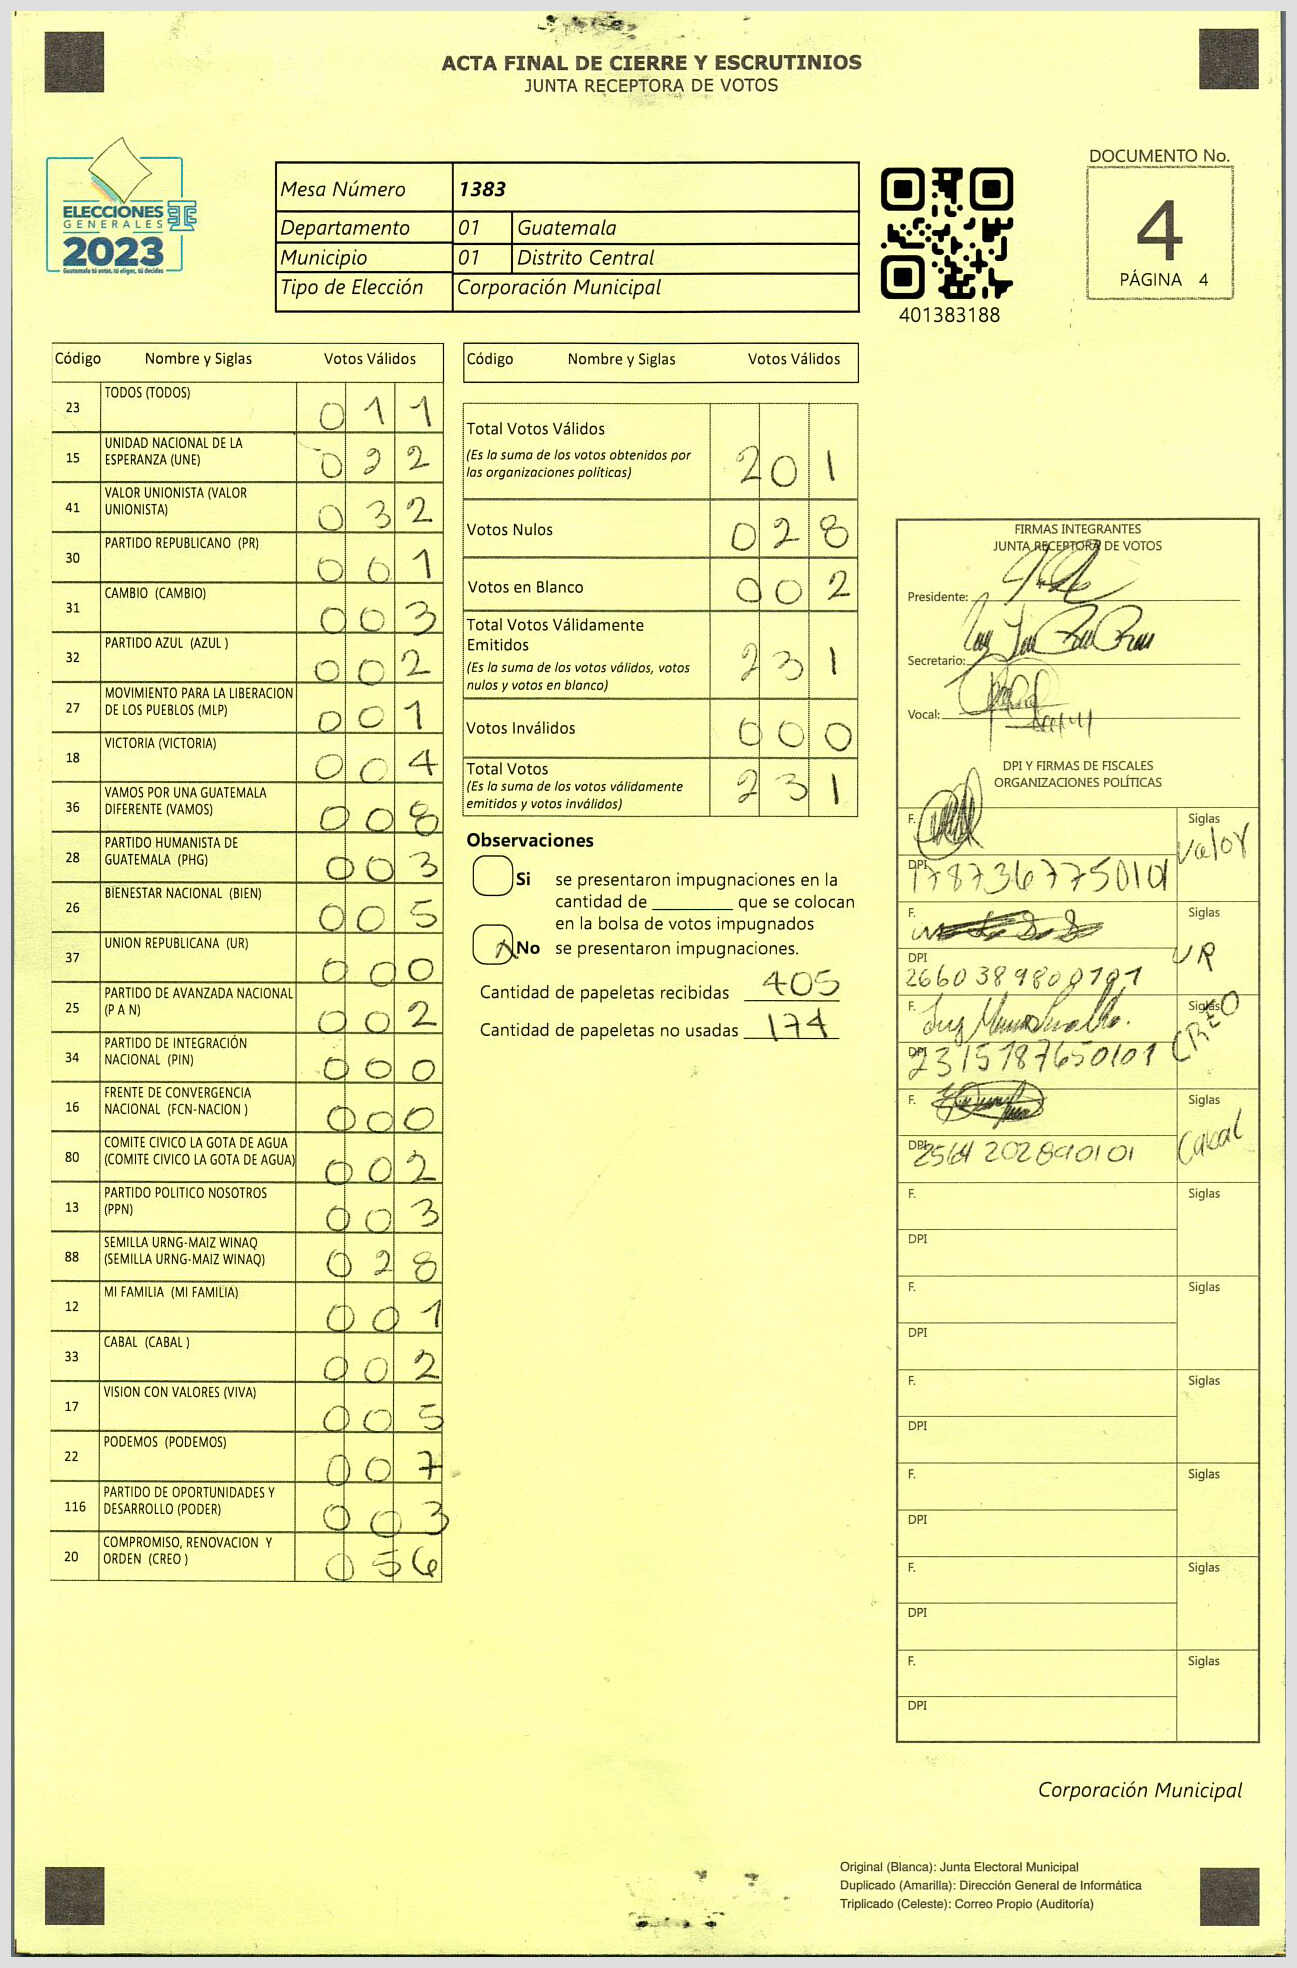 ACTA FINAL DE CIERRE Y ESCRUTINIOS
JUNTA RECEPTORA DE VOTOS
ELECCIONES
GENERALES
2023
Guatemala tú votas, tú eliges, tú decides
Mesa Número 1383
Departamento 01 Guatemala
Municipio 01 Distrito Central
Tipo de Elección Corporación Municipal
401383188
DOCUMENTO No.
4
PÁGINA 4
Código Nombre y Siglas Votos Válidos
23 TODOS (TODOS) 0 1 1
15 UNIDAD NACIONAL DE LA
ESPERANZA (UNE) 0 2 2
41 VALOR UNIONISTA (VALOR
UNIONISTA) 0 3 2
30 PARTIDO REPUBLICANO (PR) 0 0 1
31 CAMBIO (CAMBIO) 0 0 3
32 PARTIDO AZUL (AZUL ) 0 0 2
27 MOVIMIENTO PARA LA LIBERACION
DE LOS PUEBLOS (MLP) 0 0 1
18 VICTORIA (VICTORIA) 0 0 4
36 VAMOS POR UNA GUATEMALA
DIFERENTE (VAMOS) 0 0 8
28 PARTIDO HUMANISTA DE
GUATEMALA (PHG) 0 0 3
26 BIENESTAR NACIONAL (BIEN) 0 0 5
37 UNION REPUBLICANA (UR) 0 0 0
25 PARTIDO DE AVANZADA NACIONAL
(P A N) 0 0 2
34 PARTIDO DE INTEGRACIÓN
NACIONAL (PIN) 0 0 0
16 FRENTE DE CONVERGENCIA
NACIONAL (FCN-NACION ) 0 0 0
80 COMITE CIVICO LA GOTA DE AGUA
(COMITE CIVICO LA GOTA DE AGUA) 0 0 2
13 PARTIDO POLITICO NOSOTROS
(PPN) 0 0 3
88 SEMILLA URNG-MAIZ WINAQ
(SEMILLA URNG-MAIZ WINAQ) 0 2 8
12 MI FAMILIA (MI FAMILIA) 0 0 1
33 CABAL (CABAL ) 0 0 2
17 VISION CON VALORES (VIVA) 0 0 5
22 PODEMOS (PODEMOS) 0 0 7
116 PARTIDO DE OPORTUNIDADES Y
DESARROLLO (PODER) 0 0 3
20 COMPROMISO, RENOVACION Y
ORDEN (CREO ) 0 5 6
Código Nombre y Siglas Votos Válidos
Total Votos Válidos
(Es la suma de los votos obtenidos por
las organizaciones políticas) 2 0 1
Votos Nulos 0 2 8
Votos en Blanco 0 0 2
Total Votos Válidamente
Emitidos
(Es la suma de los votos válidos, votos
nulos y votos en blanco) 2 3 1
Votos Inválidos 0 0 0
Total Votos
(Es la suma de los votos válidamente
emitidos y votos inválidos) 2 3 1
Observaciones
Si se presentaron impugnaciones en la
cantidad de ________ que se colocan
en la bolsa de votos impugnados
X No se presentaron impugnaciones.
Cantidad de papeletas recibidas 405
Cantidad de papeletas no usadas 174
FIRMAS INTEGRANTES
JUNTA RECEPTORA DE VOTOS
Presidente:
Secretario:
Vocal:
DPI Y FIRMAS DE FISCALES
ORGANIZACIONES POLÍTICAS
F. Siglas
Valor
DPI 1787367750101
F. Siglas
UR
DPI
2660389800101
F. Siglas
CREO
DPI 2315187650101
F. Siglas
Cabal
DPI 2564202890101
F. Siglas
DPI
F. Siglas
DPI
F. Siglas
DPI
F. Siglas
DPI
F. Siglas
DPI
F. Siglas
DPI
Corporación Municipal
Original (Blanca): Junta Electoral Municipal
Duplicado (Amarilla): Dirección General de Informática
Triplicado (Celeste): Correo Propio (Auditoría)